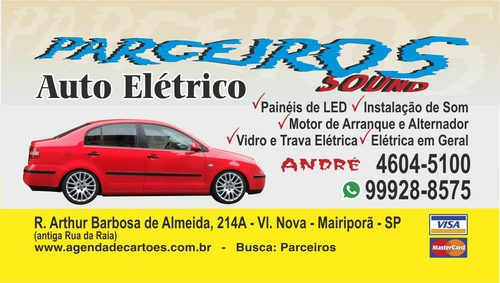 PARCEIROS
SOUND
Auto Elétrico
✓Painéis de LED ✓Instalação de Som
✓Motor de Arranque e Alternador
✓Vidro e Trava Elétrica ✓Elétrica em Geral
ANDRÉ 4604-5100
99928-8575
R. Arthur Barbosa de Almeida, 214A - Vl. Nova - Mairiporã - SP
(antiga Rua da Raia)
www.agendadecartoes.com.br - Busca: Parceiros
VISA
MasterCard